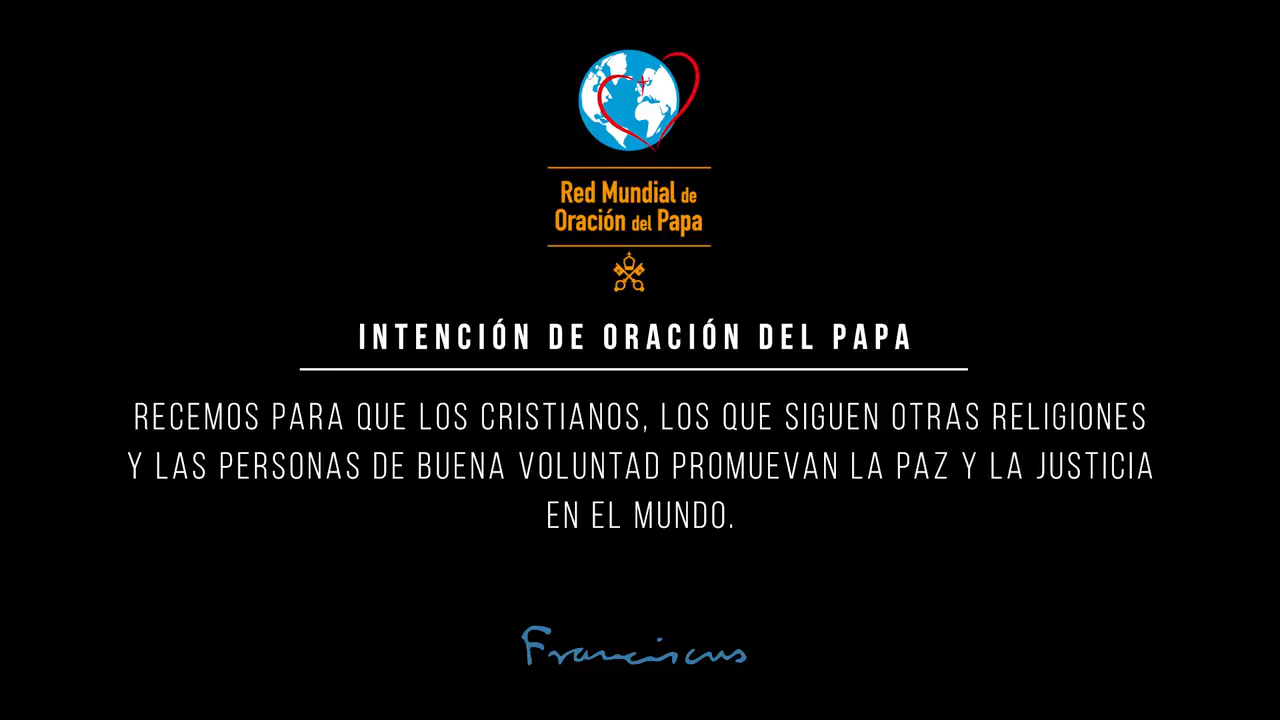 Red Mundial de
Oración del Papa
INTENCIÓN DE ORACIÓN DEL PAPA
RECEMOS PARA QUE LOS CRISTIANOS, LOS QUE SIGUEN OTRAS RELIGIONES
Y LAS PERSONAS DE BUENA VOLUNTAD PROMUEVAN LA PAZ Y LA JUSTICIA
EN EL MUNDO.
Franciscus